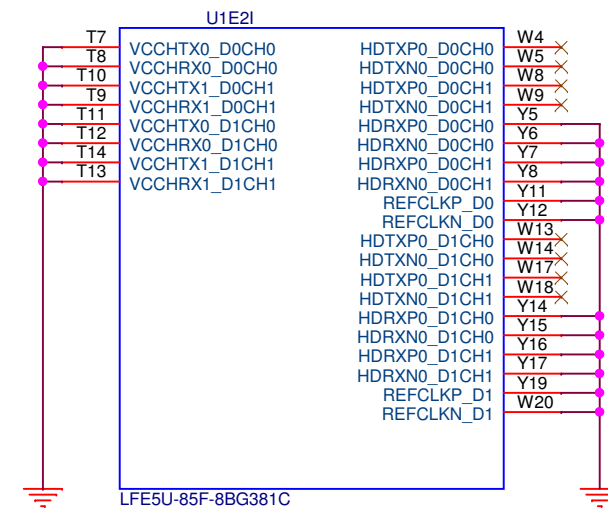 U1E2I
T7 VCCHTX0_D0CH0 HDTXP0_D0CH0 W4
T8 VCCHRX0_D0CH0 HDTXN0_D0CH0 W5
T10 VCCHTX1_D0CH1 HDTXP0_D0CH1 W8
T9 VCCHRX1_D0CH1 HDTXN0_D0CH1 W9
T11 VCCHTX0_D1CH0 HDRXP0_D0CH0 Y5
T12 VCCHRX0_D1CH0 HDRXN0_D0CH0 Y6
T14 VCCHTX1_D1CH1 HDRXP0_D0CH1 Y7
T13 VCCHRX1_D1CH1 HDRXN0_D0CH1 Y8
REFCLKP_D0 Y11
REFCLKN_D0 Y12
HDTXP0_D1CH0 W13
HDTXN0_D1CH0 W14
HDTXP0_D1CH1 W17
HDTXN0_D1CH1 W18
HDRXP0_D1CH0 Y14
HDRXN0_D1CH0 Y15
HDRXP0_D1CH1 Y16
HDRXN0_D1CH1 Y17
REFCLKP_D1 Y19
REFCLKN_D1 W20
LFE5U-85F-8BG381C